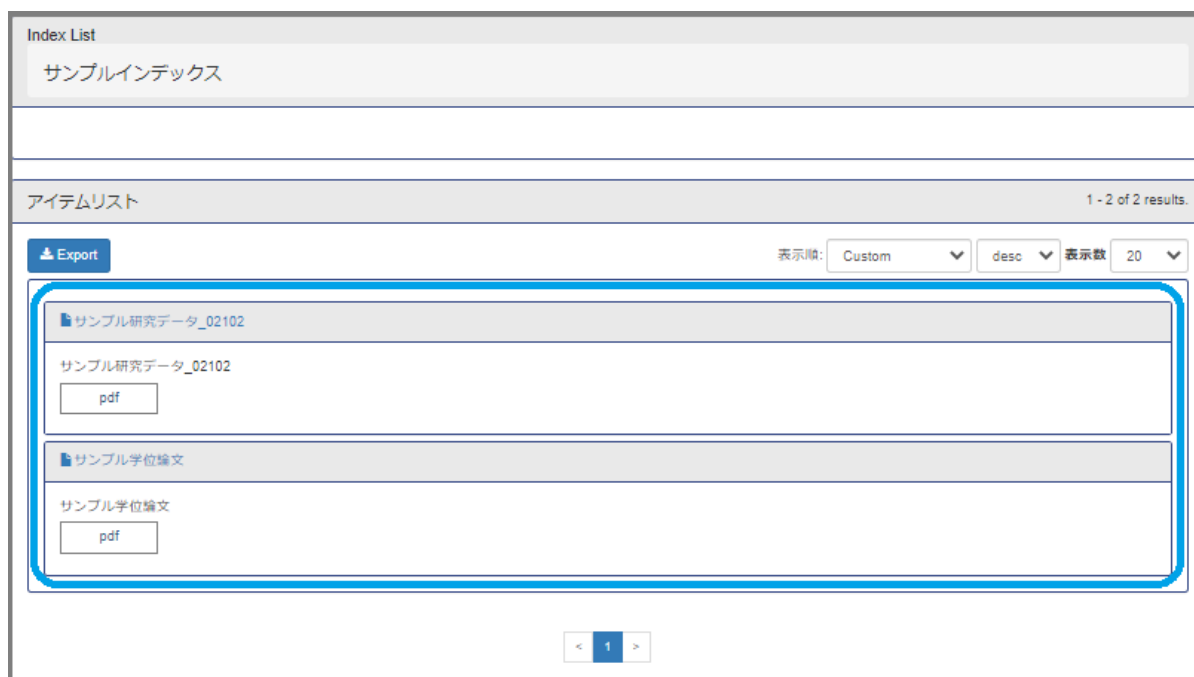 Index List
サンプルインデックス
アイテムリスト 1 - 2 of 2 results.
Export 表示順: Custom desc 表示数 20
サンプル研究データ_02102
サンプル研究データ_02102
pdf
サンプル学位論文
サンプル学位論文
pdf
< 1 >